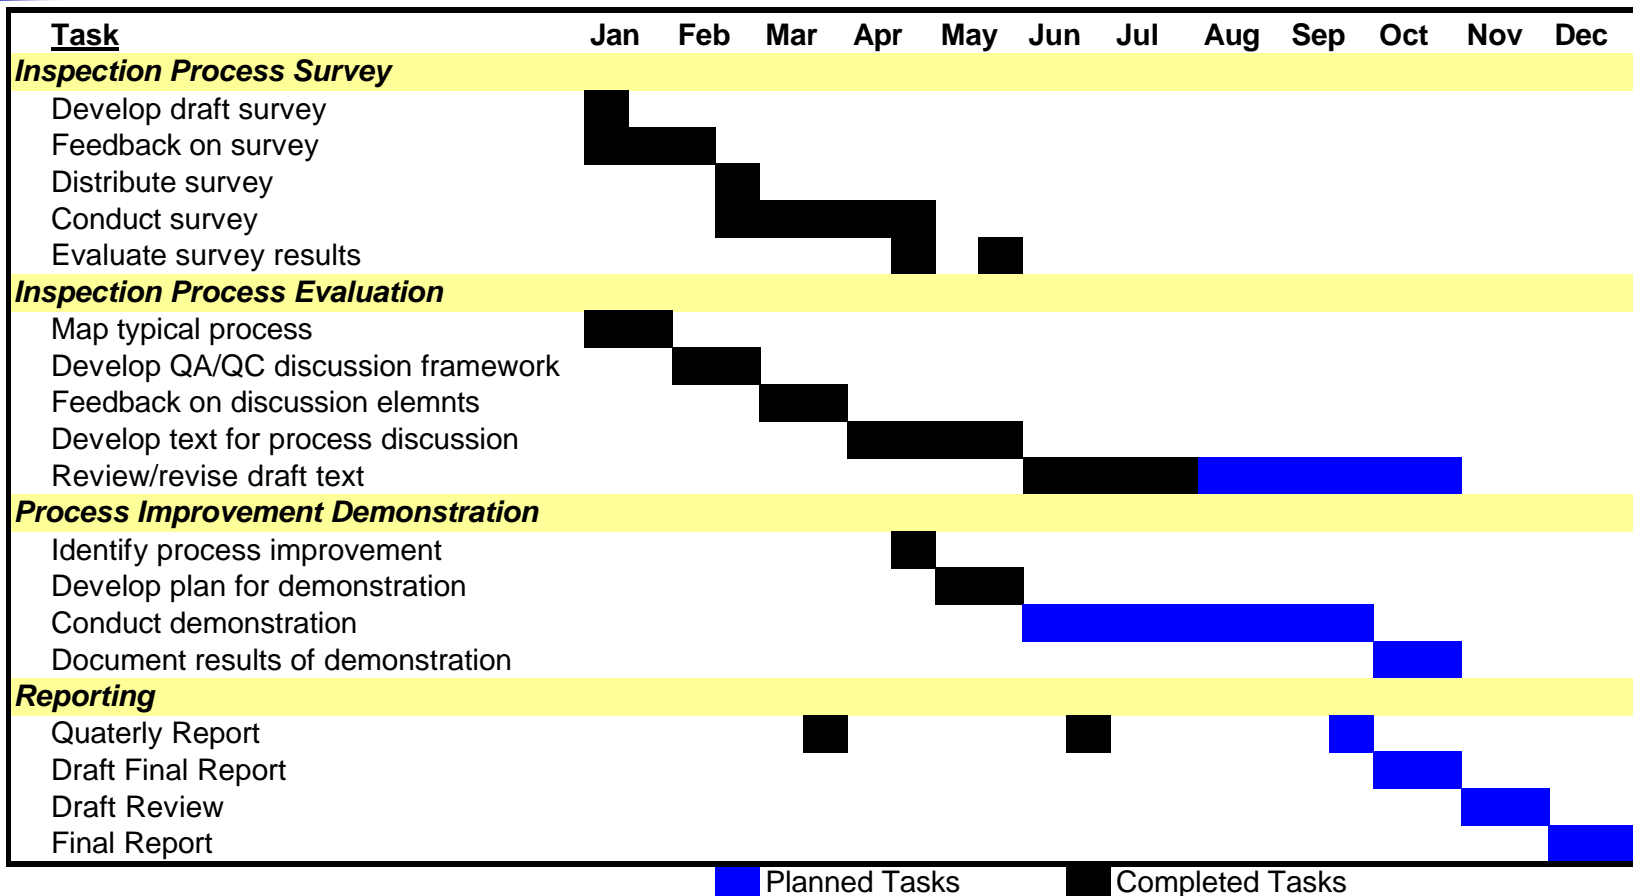 Task Jan Feb Mar Apr May Jun Jul Aug Sep Oct Nov Dec
Inspection Process Survey
Develop draft survey
Feedback on survey
Distribute survey
Conduct survey
Evaluate survey results
Inspection Process Evaluation
Map typical process
Develop QA/QC discussion framework
Feedback on discussion elemnts
Develop text for process discussion
Review/revise draft text
Process Improvement Demonstration
Identify process improvement
Develop plan for demonstration
Conduct demonstration
Document results of demonstration
Reporting
Quaterly Report
Draft Final Report
Draft Review
Final Report
Planned Tasks Completed Tasks